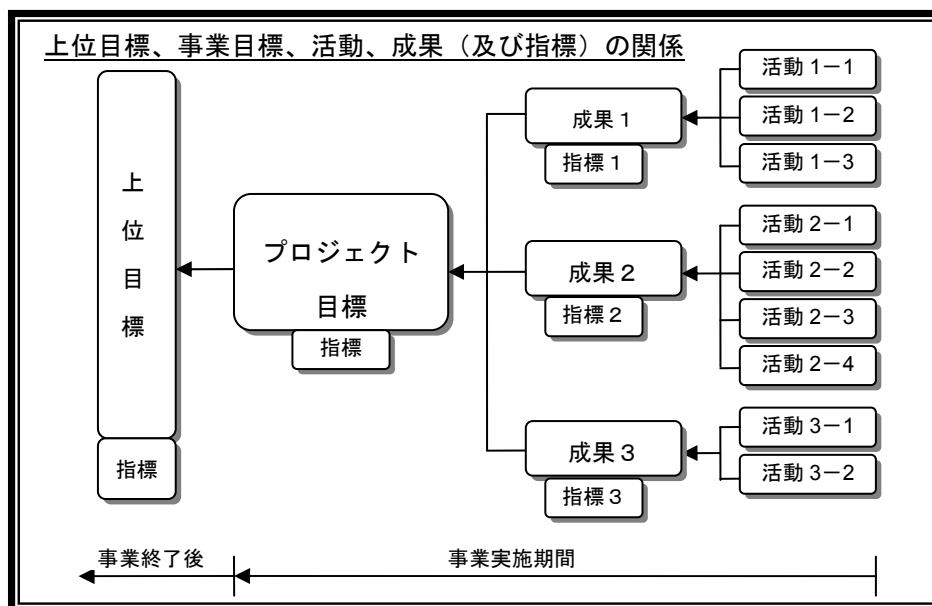 上位目標、事業目標、活動、成果（及び指標）の関係
上
位
目
標
指標
プロジェクト
目標
指標
成果１
指標１
活動 1－1
活動 1－2
活動 1－3
成果２
指標２
活動 2－1
活動 2－2
活動 2－3
活動 2－4
成果３
指標３
活動 3－1
活動 3－2
事業終了後
事業実施期間